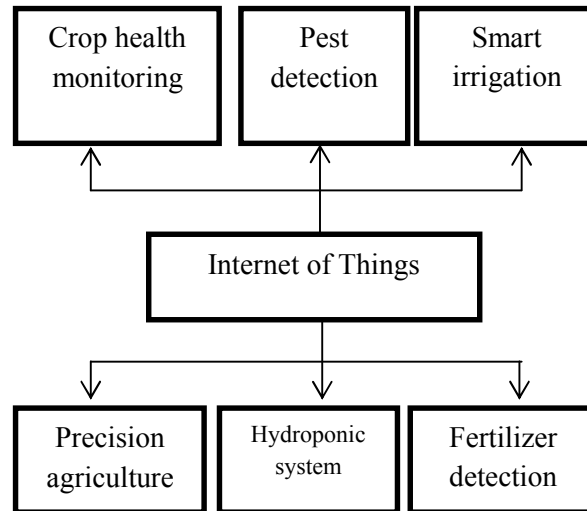 Crop health
monitoring
Pest
detection
Smart
irrigation
Internet of Things
Precision
agriculture
Hydroponic
system
Fertilizer
detection